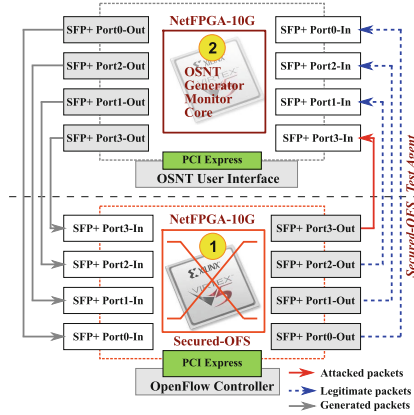 NetFPGA-10G
SFP+ Port0-Out
SFP+ Port2-Out
SFP+ Port1-Out
SFP+ Port3-Out
2
OSNT
Generator
Monitor
Core
SFP+ Port0-In
SFP+ Port2-In
SFP+ Port1-In
SFP+ Port3-In
PCI Express
OSNT User Interface
Secured-OFS Test Agent
NetFPGA-10G
SFP+ Port3-In
SFP+ Port2-In
SFP+ Port1-In
SFP+ Port0-In
1
XILINX
VIRTEX
SFP+ Port3-Out
SFP+ Port2-Out
SFP+ Port1-Out
SFP+ Port0-Out
Secured-OFS
PCI Express
OpenFlow Controller
Attacked packets
Legitimate packets
Generated packets